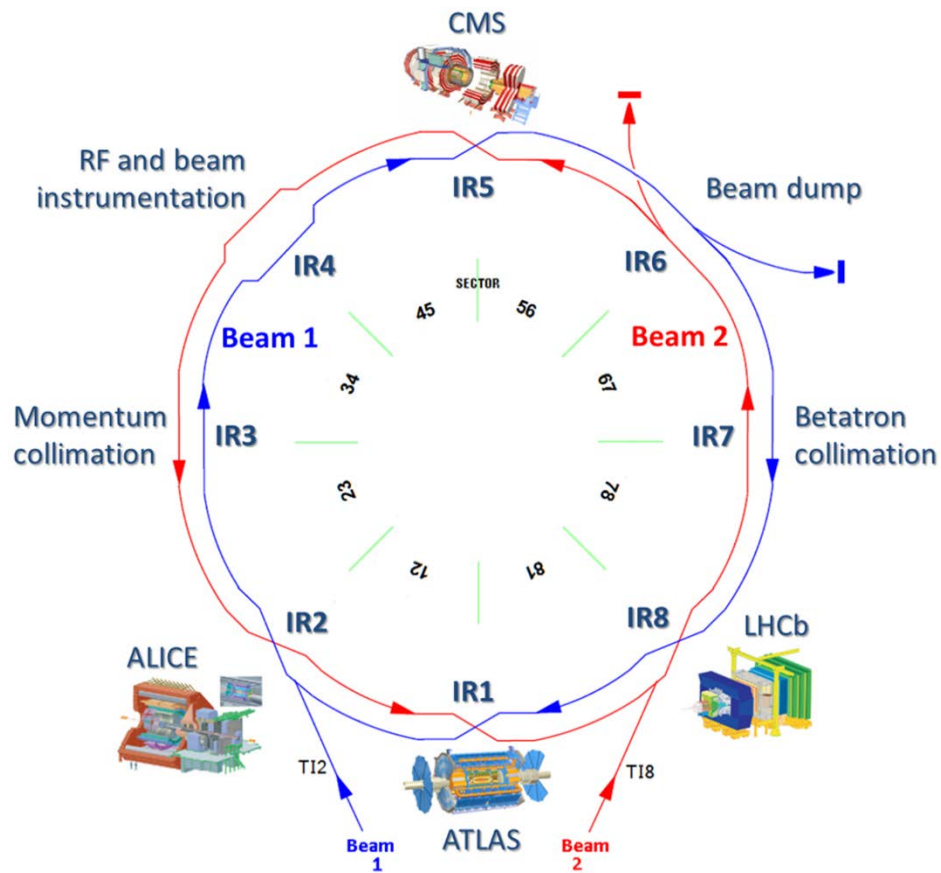 CMS
RF and beam
instrumentation
IR5
Beam dump
IR4
IR6
SECTOR
45
56
Beam 1
Beam 2
34
67
Momentum
collimation
IR3
IR7
Betatron
collimation
23
78
12
81
IR2
IR8
ALICE
LHCb
IR1
TI2
TI8
Beam
1
ATLAS
Beam
2